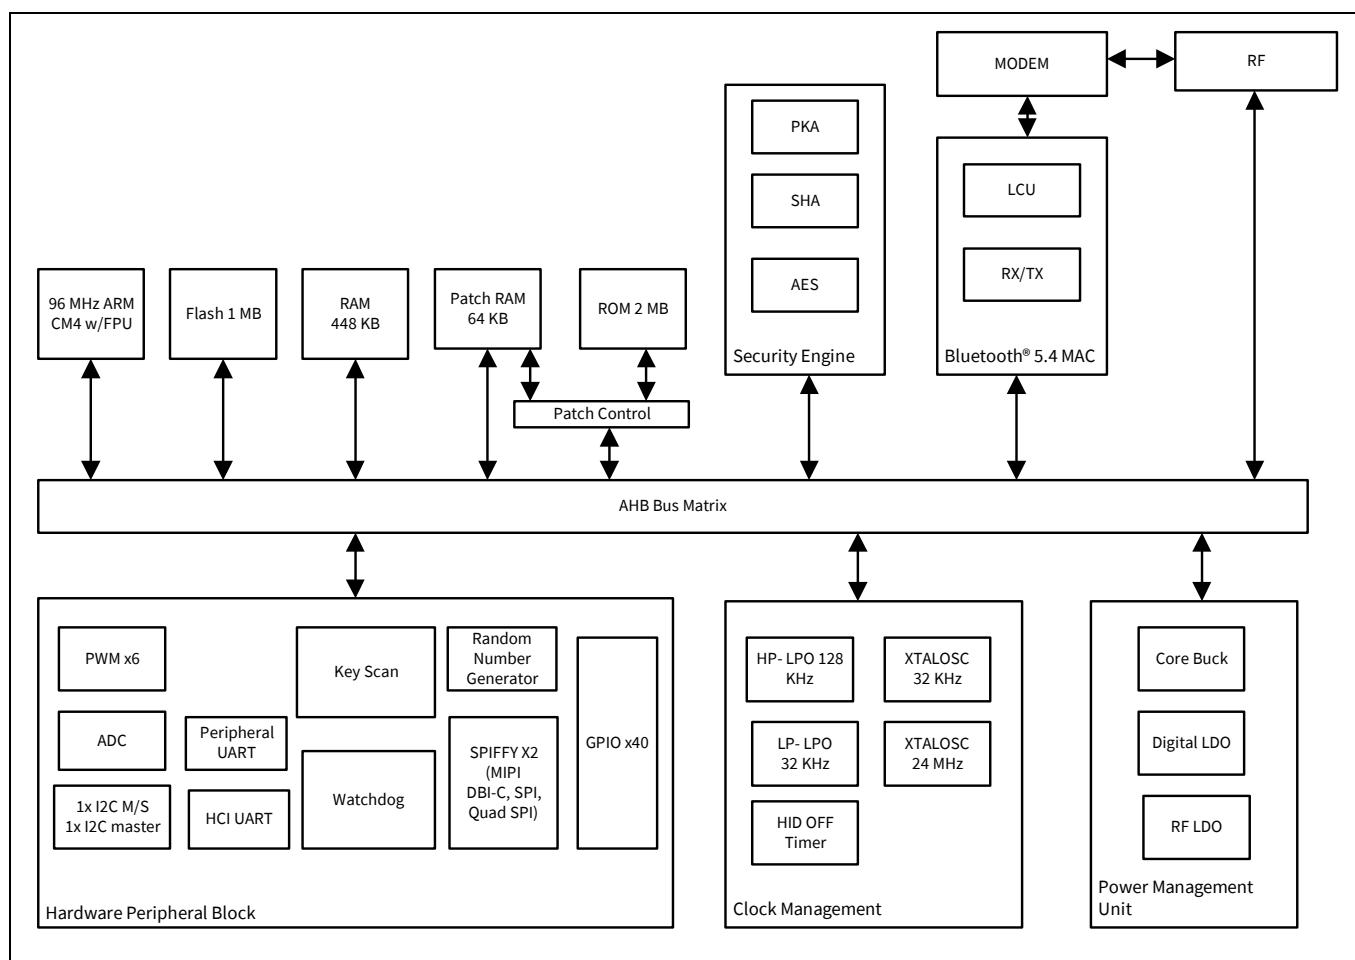 MODEM
RF
PKA
SHA
AES
Security Engine
LCU
RX/TX
Bluetooth® 5.4 MAC
96 MHz ARM
CM4 w/FPU
Flash 1 MB
RAM
448 KB
Patch RAM
64 KB
ROM 2 MB
Patch Control
AHB Bus Matrix
PWM x6
ADC
1x I2C M/S
1x I2C master
Peripheral
UART
HCI UART
Key Scan
Watchdog
Random
Number
Generator
SPIFFY X2
(MIPI
DBI-C, SPI,
Quad SPI)
GPIO x40
Hardware Peripheral Block
HP- LPO 128
KHz
XTALOSC
32 KHz
LP- LPO
32 KHz
XTALOSC
24 MHz
HID OFF
Timer
Clock Management
Core Buck
Digital LDO
RF LDO
Power Management
Unit